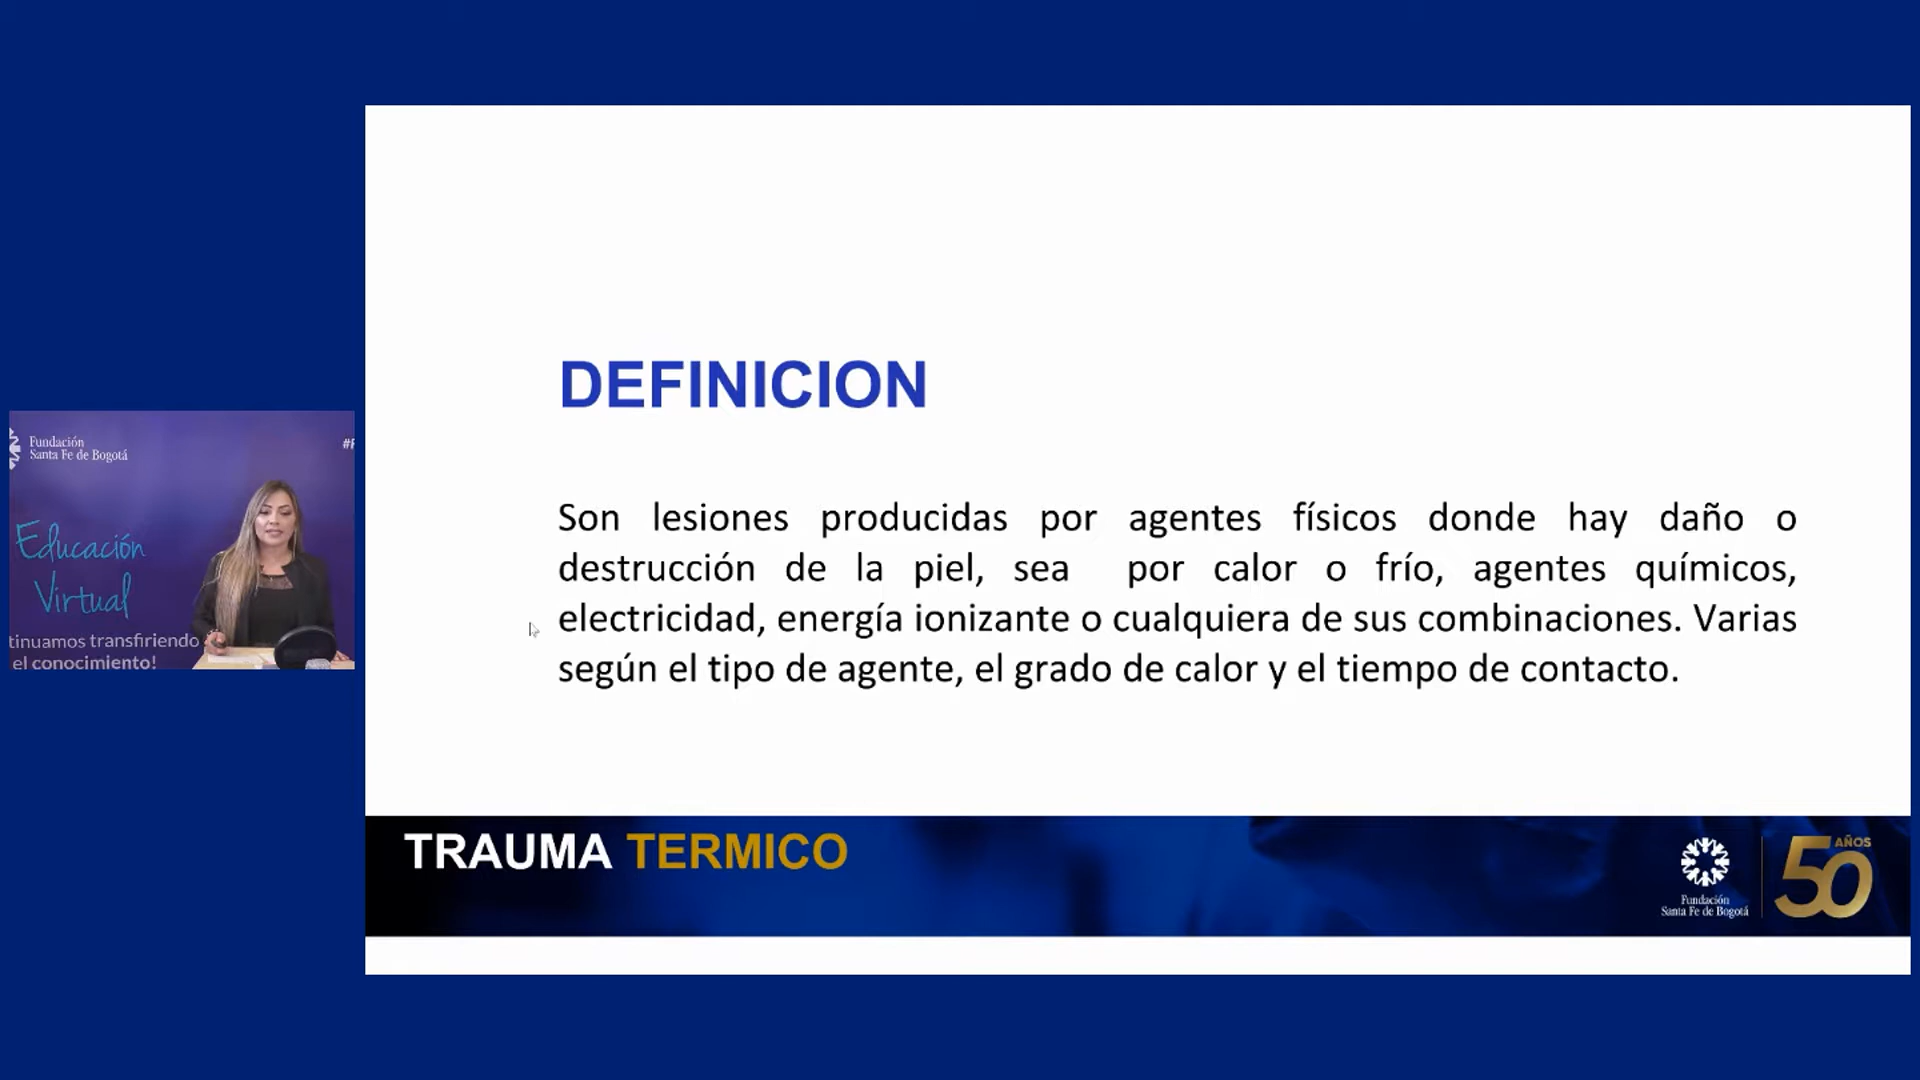 DEFINICION
Son lesiones producidas por agentes físicos donde hay daño o
destrucción de la piel, sea por calor o frío, agentes químicos,
electricidad, energía ionizante o cualquiera de sus combinaciones. Varias
según el tipo de agente, el grado de calor y el tiempo de contacto.
Fundación
Santa Fe de Bogotá
Educación
Virtual
tinuamos transfiriendo
el conocimiento!
TRAUMA TERMICO
Fundación
Santa Fe de Bogotá
50 AÑOS